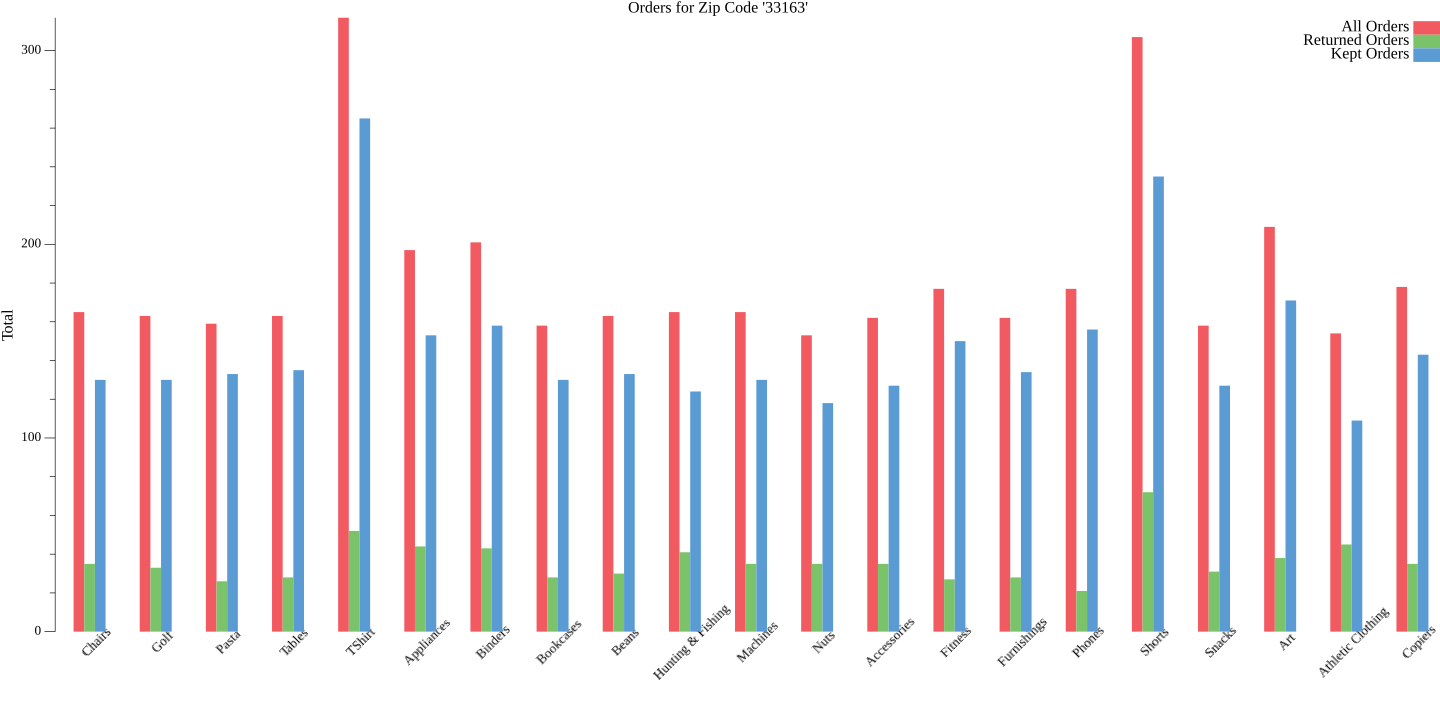 Orders for Zip Code '33163'
All Orders
Returned Orders
Kept Orders
Total
300
200
100
0
Chairs
Golf
Pasta
Tables
TShirt
Appliances
Binders
Bookcases
Beans
Hunting & Fishing
Machines
Nuts
Accessories
Fitness
Furnishings
Phones
Shorts
Snacks
Art
Athletic Clothing
Copiers